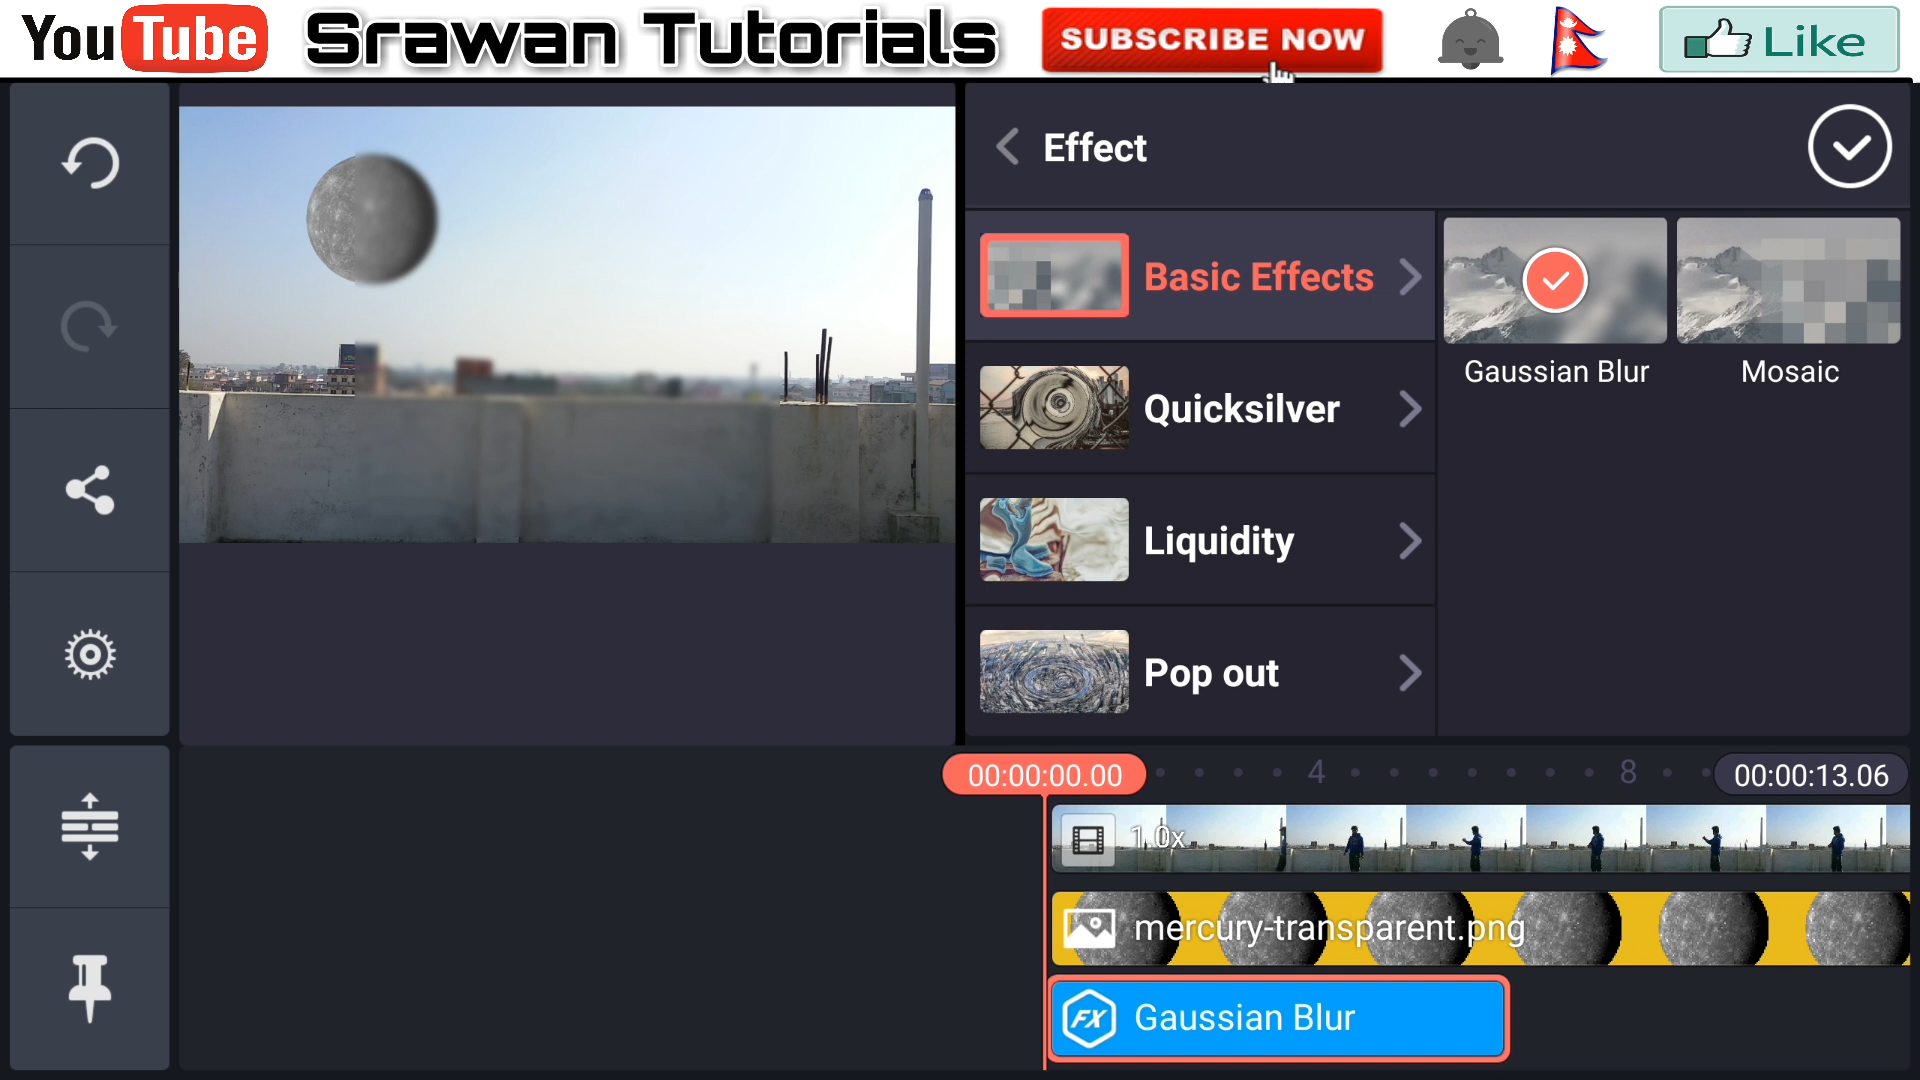 YouTube Srawan Tutorials SUBSCRIBE NOW Like
Effect
Basic Effects
Quicksilver
Liquidity
Pop out
Gaussian Blur Mosaic
00:00:00.00 4 8 00:00:13.06
1.0x
mercury-transparent.png
FX Gaussian Blur